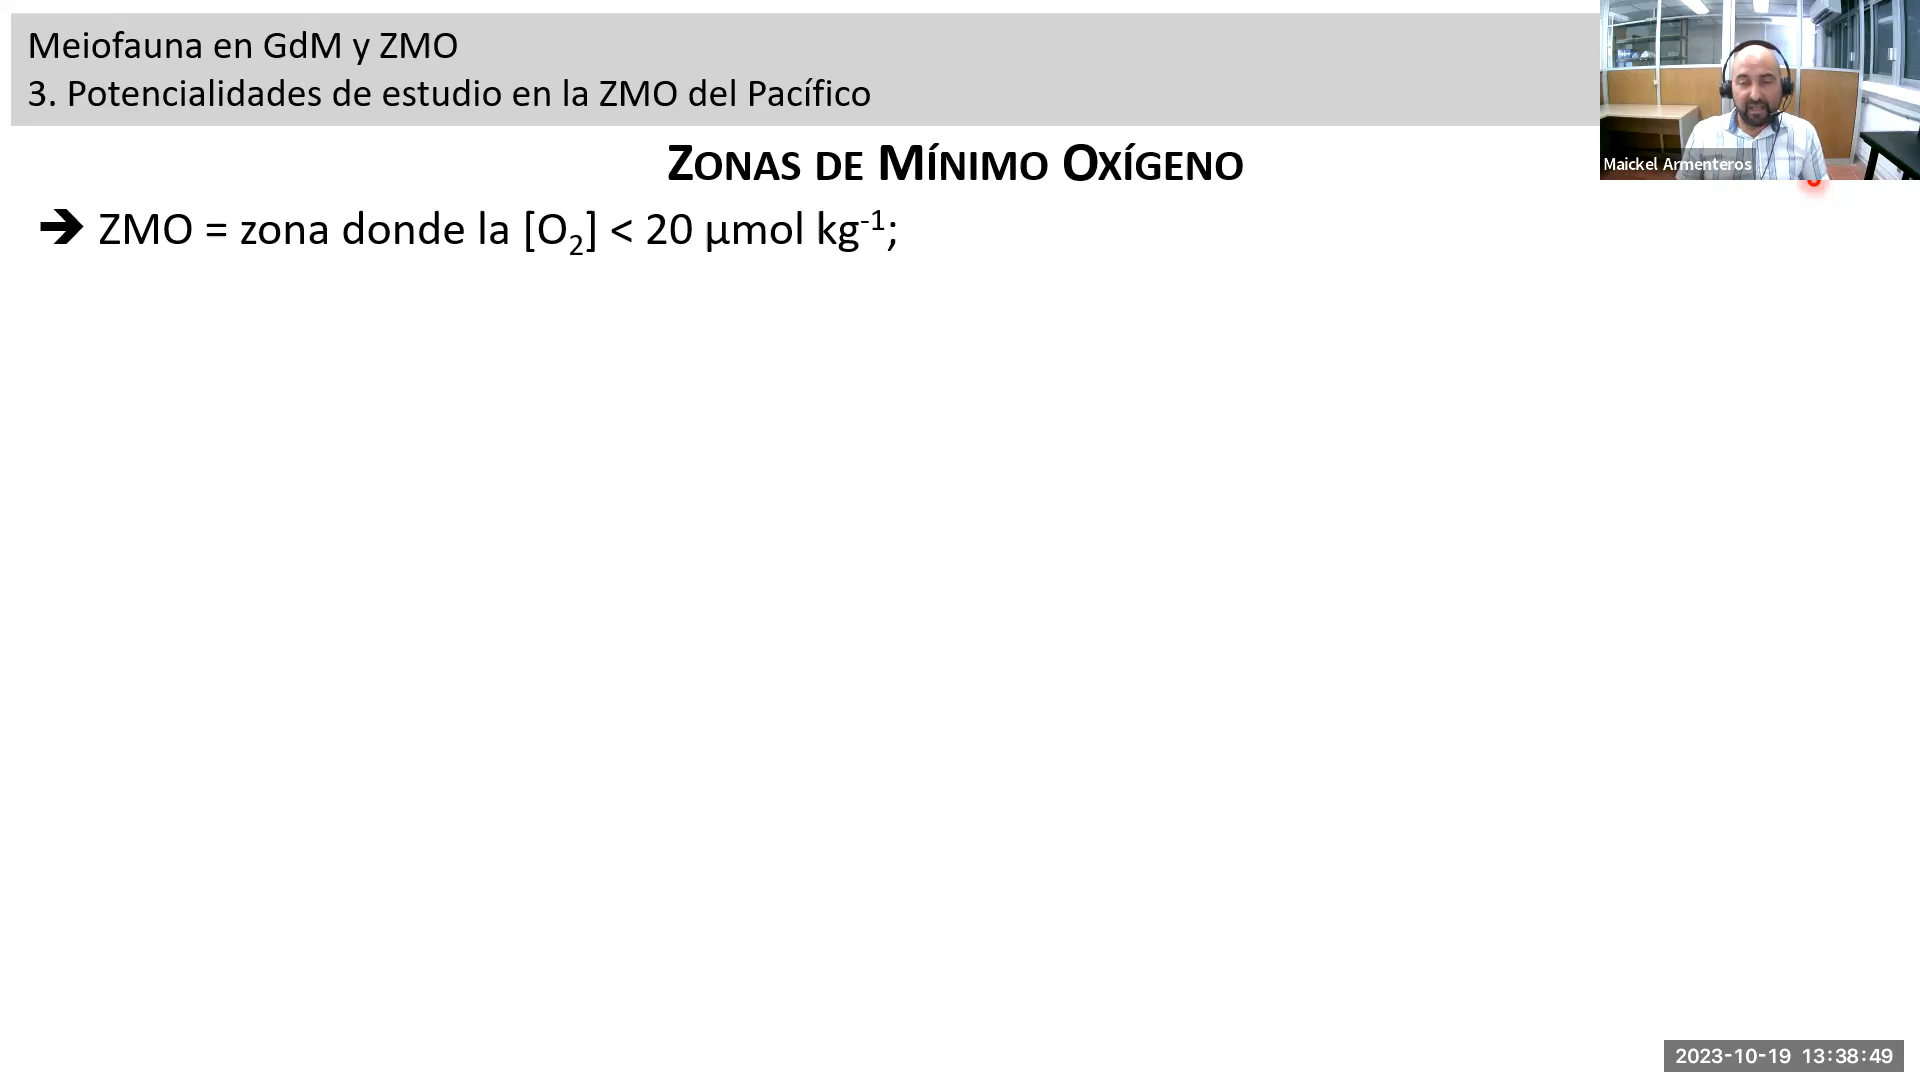 Meiofauna en GdM y ZMO
3. Potencialidades de estudio en la ZMO del Pacífico
Maickel Armenteros
ZONAS DE MÍNIMO OXÍGENO
➔ ZMO = zona donde la [O₂] < 20 µmol kg⁻¹;
2023-10-19 13:38:49